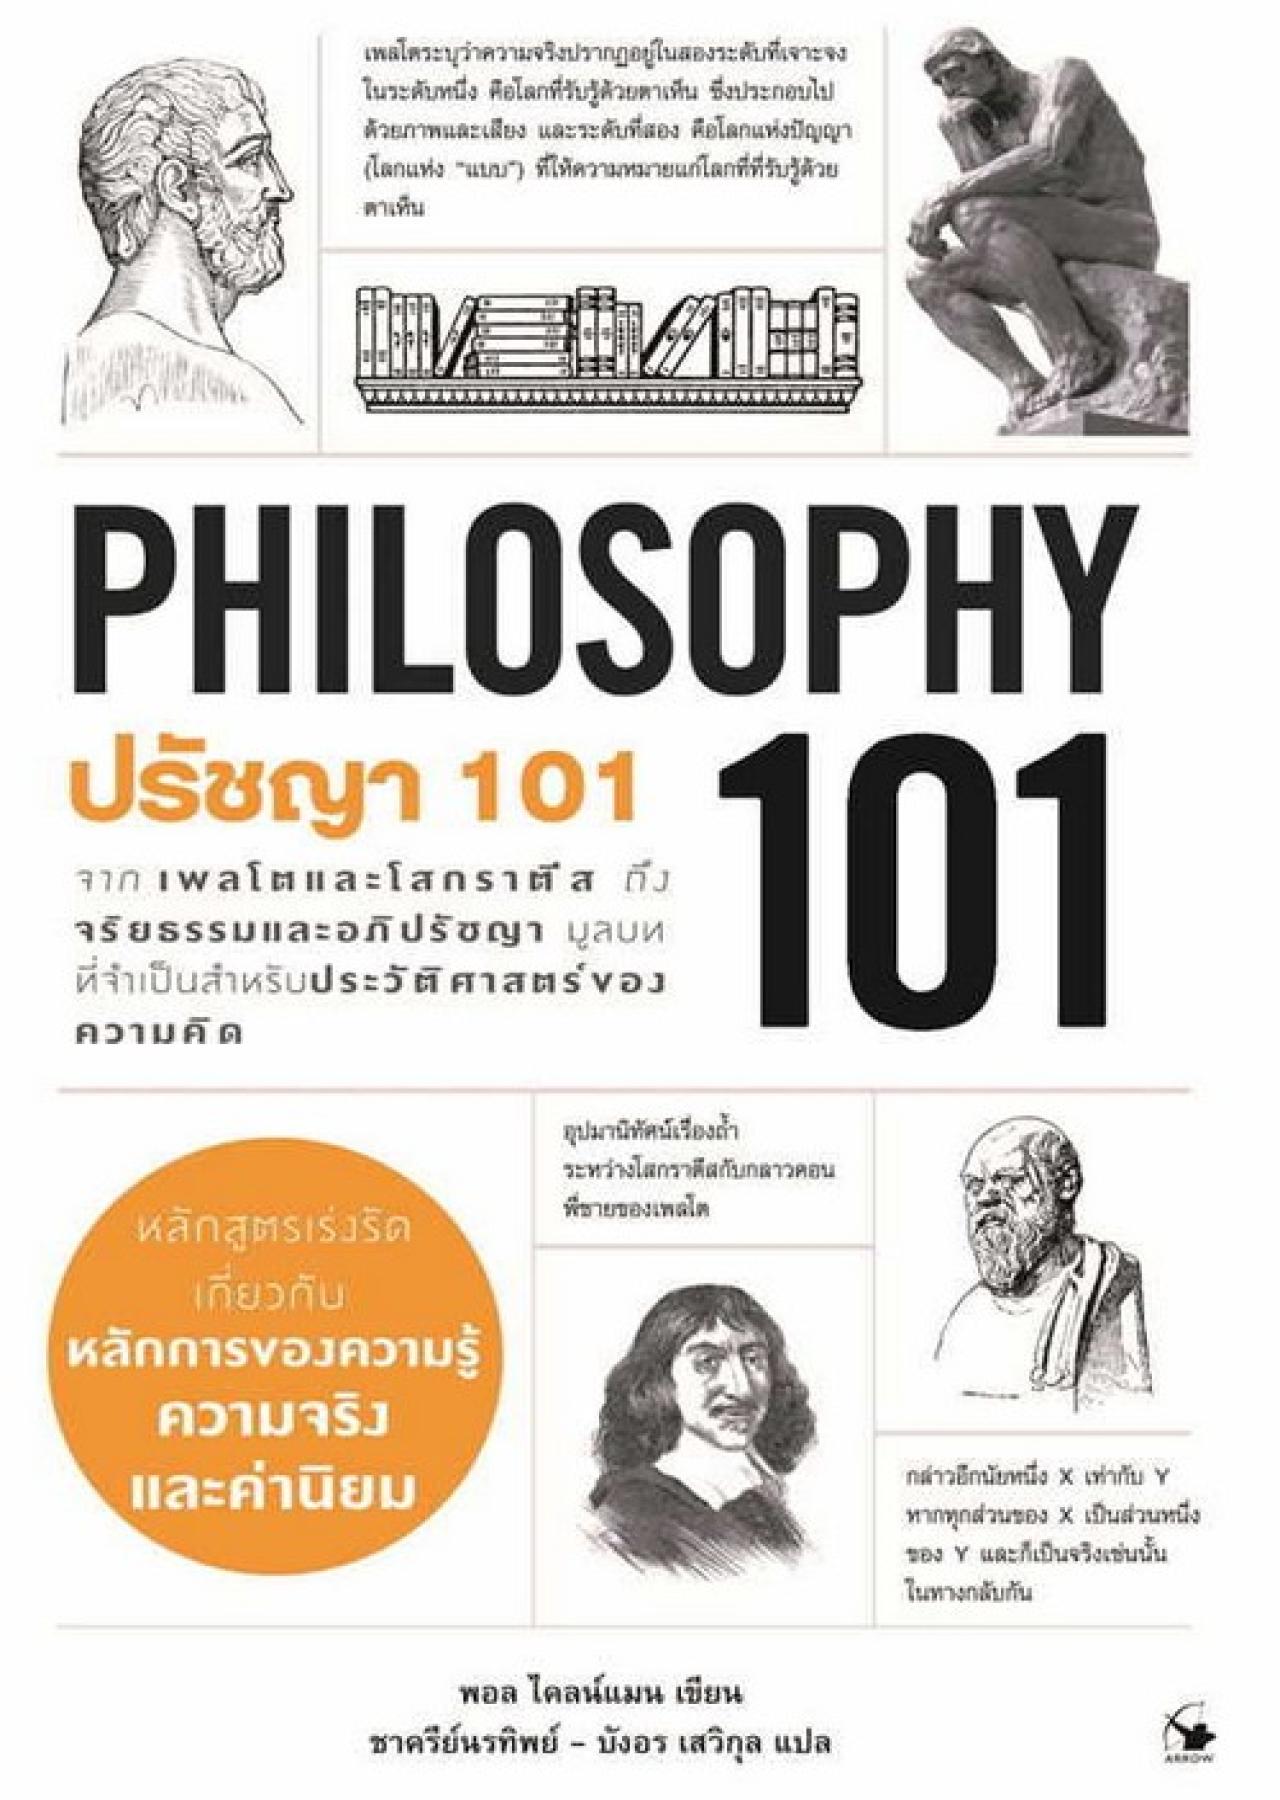 เพลโตระบุว่าความจริงปรากฏอยู่ในสองระดับที่เจาะจง
ในระดับหนึ่ง คือโลกที่รับรู้ด้วยตาเห็น ซึ่งประกอบไป
ด้วยภาพและเสียง และระดับที่สอง คือโลกแห่งปัญญา
(โลกแห่ง "แบบ") ที่ให้ความหมายแก่โลกที่ที่รับรู้ด้วย
ตาเห็น
PHILOSOPHY
101
ปรัชญา 101
จาก เพลโตและโสกราตีส ถึง
จริยธรรมและอภิปรัชญา มูลบท
ที่จำเป็นสำหรับประวัติศาสตร์ของ
ความคิด
หลักสูตรเร่งรัด
เกี่ยวกับ
หลักการของความรู้
ความจริง
และค่านิยม
อุปมานิทัศน์เรื่องถ้ำ
ระหว่างโสกราตีสกับกลาวคอน
พี่ชายของเพลโต
กล่าวอีกนัยหนึ่ง X เท่ากับ Y
หากทุกส่วนของ X เป็นส่วนหนึ่ง
ของ Y และก็เป็นจริงเช่นนั้น
ในทางกลับกัน
พอล ไคลน์แมน เขียน
ชาครีย์นรทิพย์ – บังอร เสวิกุล แปล
ARROW